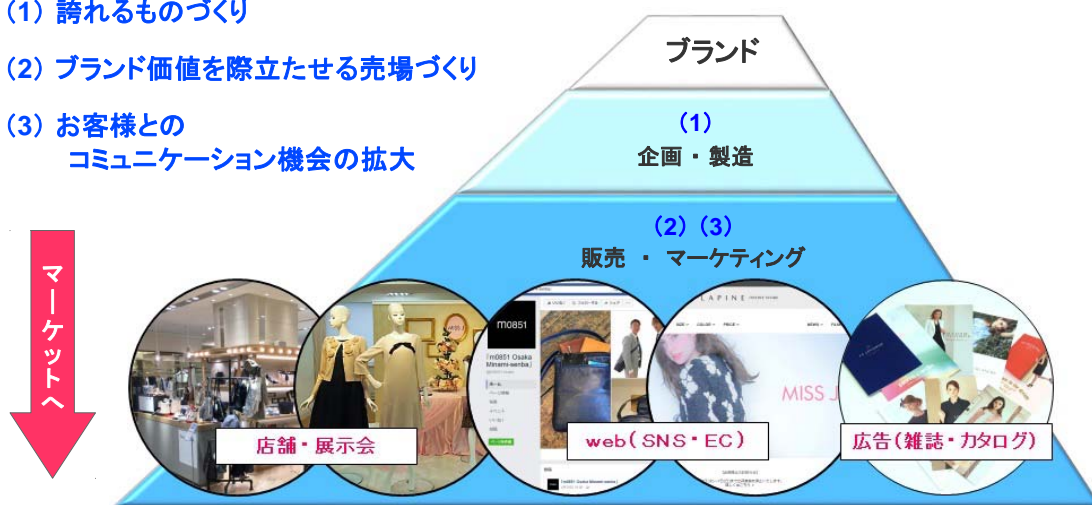 （1） 誇れるものづくり
（2） ブランド価値を際立たせる売場づくり
（3） お客様との
コミュニケーション機会の拡大
マーケットへ
ブランド
（1）
企画・製造
（2）（3）
販売 ・ マーケティング
店舗・展示会
web(SNS・EC)
広告(雑誌・カタログ)
m0851
「m0851 Osaka
Minami-senba」
LAPINE
MISS J